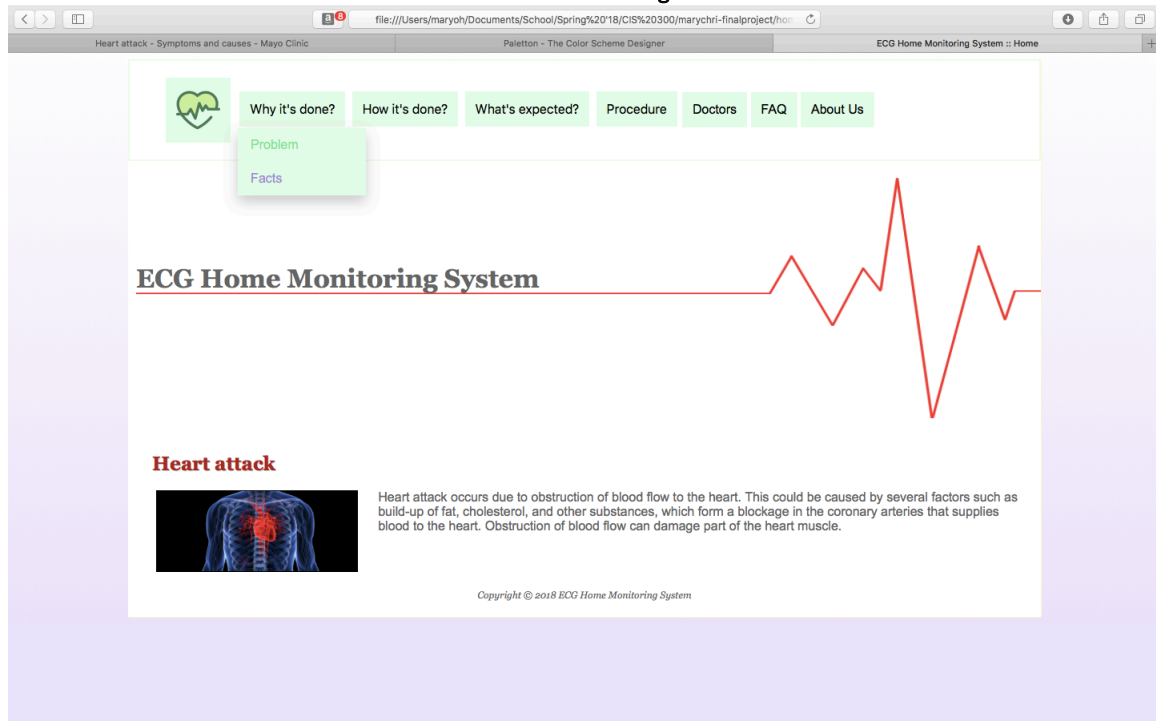 a 8 file:///Users/maryoh/Documents/School/Spring%20'18/CIS%20300/marychri-finalproject/hom
Heart attack - Symptoms and causes - Mayo Clinic Paletton - The Color Scheme Designer ECG Home Monitoring System :: Home
Why it's done? How it's done? What's expected? Procedure Doctors FAQ About Us
Problem
Facts
ECG Home Monitoring System
Heart attack
Heart attack occurs due to obstruction of blood flow to the heart. This could be caused by several factors such as
build-up of fat, cholesterol, and other substances, which form a blockage in the coronary arteries that supplies
blood to the heart. Obstruction of blood flow can damage part of the heart muscle.
Copyright © 2018 ECG Home Monitoring System